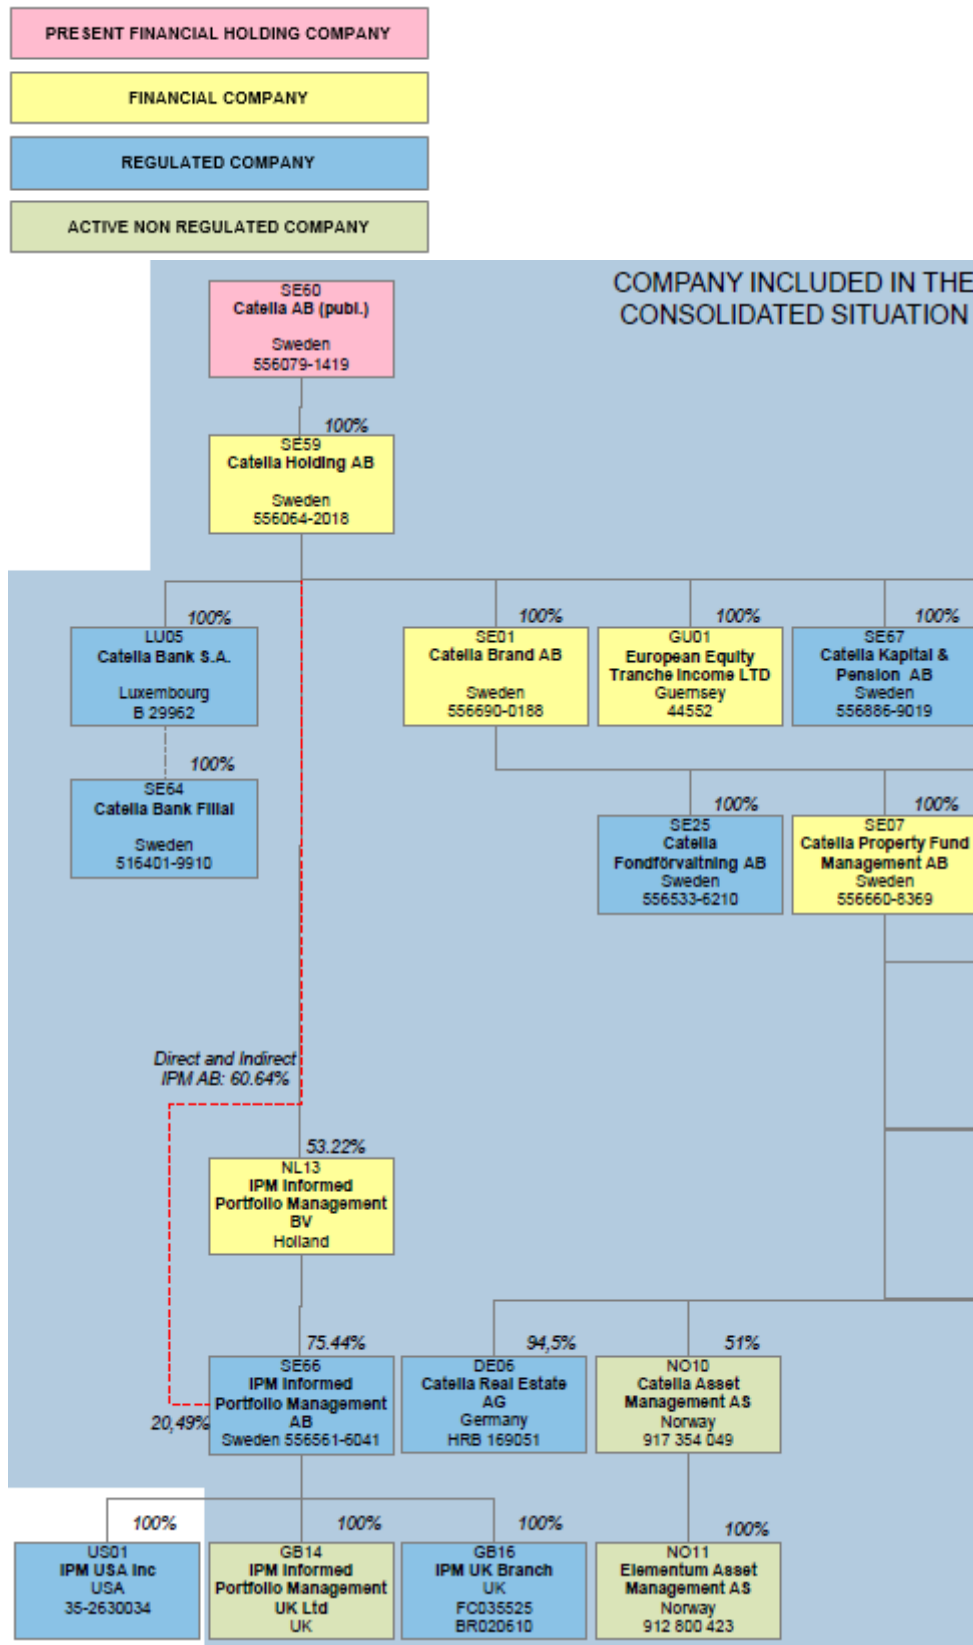 PRESENT FINANCIAL HOLDING COMPANY
FINANCIAL COMPANY
REGULATED COMPANY
ACTIVE NON REGULATED COMPANY
COMPANY INCLUDED IN THE
CONSOLIDATED SITUATION
SE60
Catella AB (publ.)
Sweden
556079-1419
100%
SE59
Catella Holding AB
Sweden
556064-2018
100%
LU05
Catella Bank S.A.
Luxembourg
B 29962
100%
SE01
Catella Brand AB
Sweden
556690-0188
100%
GU01
European Equity
Tranche Income LTD
Guernsey
44552
100%
SE67
Catella Kapital &
Pension AB
Sweden
556886-9019
100%
SE64
Catella Bank Filial
Sweden
516401-9910
100%
SE25
Catella
Fondförvaltning AB
Sweden
556533-6210
100%
SE07
Catella Property Fund
Management AB
Sweden
556660-8369
Direct and Indirect
IPM AB: 60.64%
53.22%
NL13
IPM Informed
Portfolio Management
BV
Holland
75.44%
20,49%
SE66
IPM Informed
Portfolio Management
AB
Sweden 556561-6041
94,5%
DE06
Catella Real Estate
AG
Germany
HRB 169051
51%
NO10
Catella Asset
Management AS
Norway
917 354 049
100%
US01
IPM USA Inc
USA
35-2630034
100%
GB14
IPM Informed
Portfolio Management
UK Ltd
UK
100%
GB16
IPM UK Branch
UK
FC035525
BR020610
100%
NO11
Elementum Asset
Management AS
Norway
912 800 423